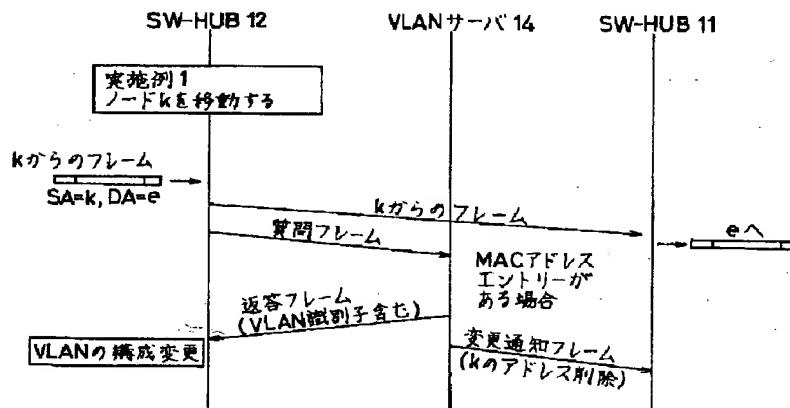 SW-HUB 12
VLANサーバ 14
SW-HUB 11
実施例1
ノードkを移動する
kからのフレーム
SA=k, DA=e
kからのフレーム
質問フレーム
eへ
MACアドレス
エントリーが
ある場合
返答フレーム
(VLAN識別子含む)
VLANの構成変更
変更通知フレーム
(kのアドレス削除)